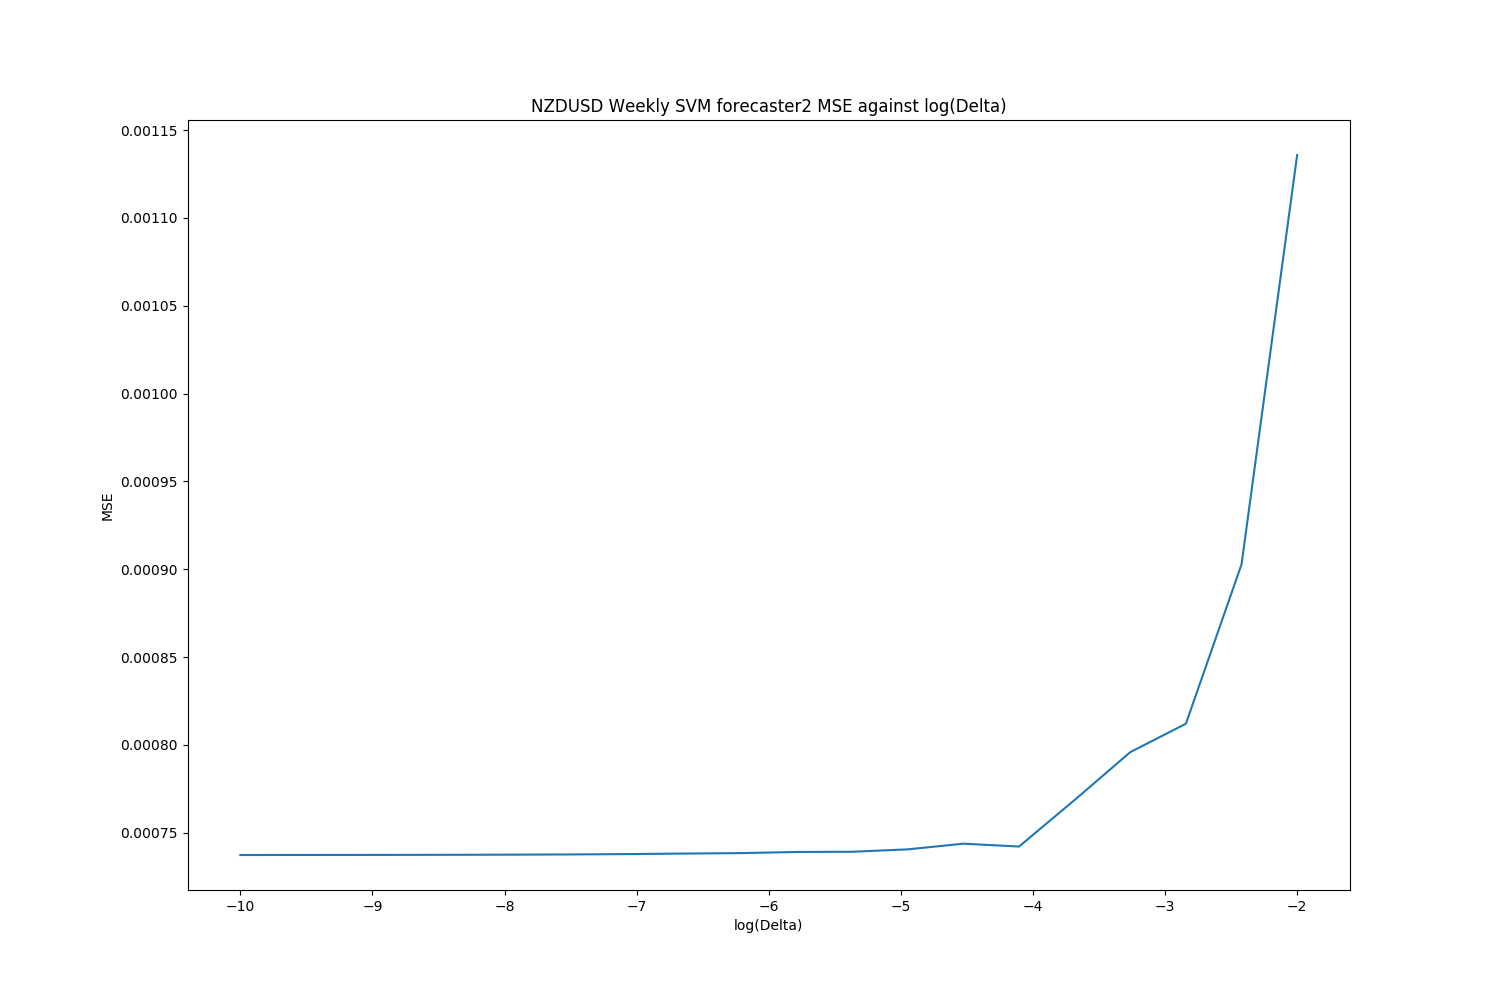 NZDUSD Weekly SVM forecaster2 MSE against log(Delta)
0.00115
0.00110
0.00105
0.00100
0.00095
0.00090
0.00085
0.00080
0.00075
MSE
−10 −9 −8 −7 −6 −5 −4 −3 −2
log(Delta)